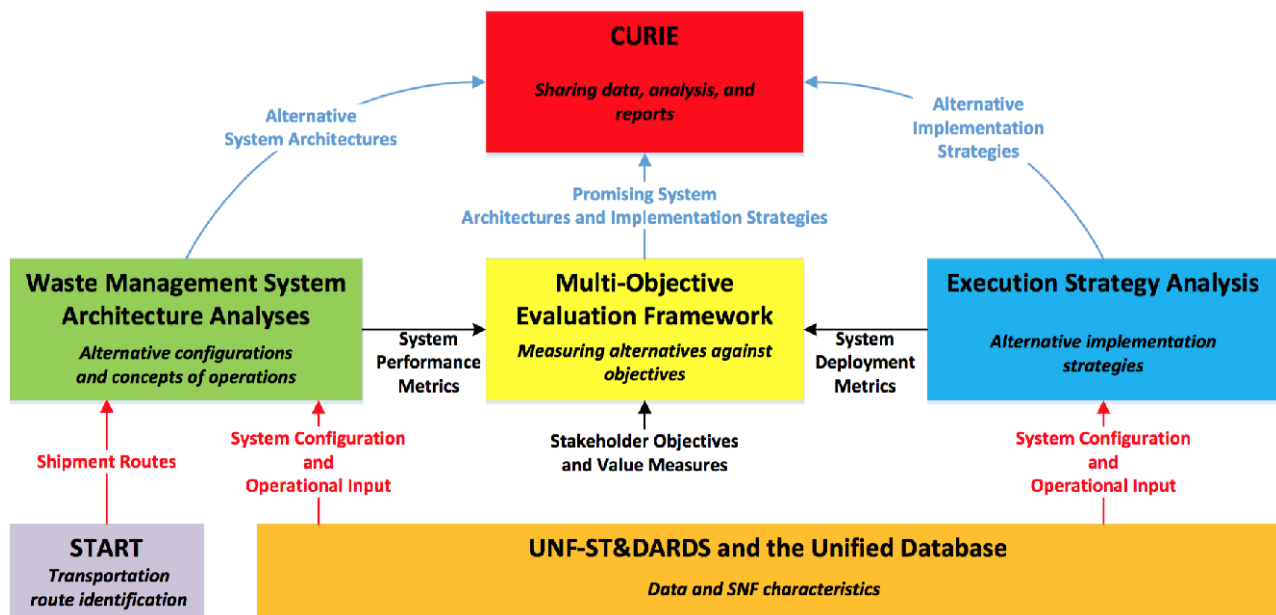 CURIE
Sharing data, analysis, and
reports
Alternative
System Architectures
Alternative
Implementation
Strategies
Promising System
Architectures and Implementation Strategies
Waste Management System
Architecture Analyses
Alternative configurations
and concepts of operations
System
Performance
Metrics
Multi-Objective
Evaluation Framework
Measuring alternatives against
objectives
System
Deployment
Metrics
Execution Strategy Analysis
Alternative implementation
strategies
Shipment Routes
System Configuration
and
Operational Input
Stakeholder Objectives
and Value Measures
System Configuration
and
Operational Input
START
Transportation
route identification
UNF-ST&DARDS and the Unified Database
Data and SNF characteristics